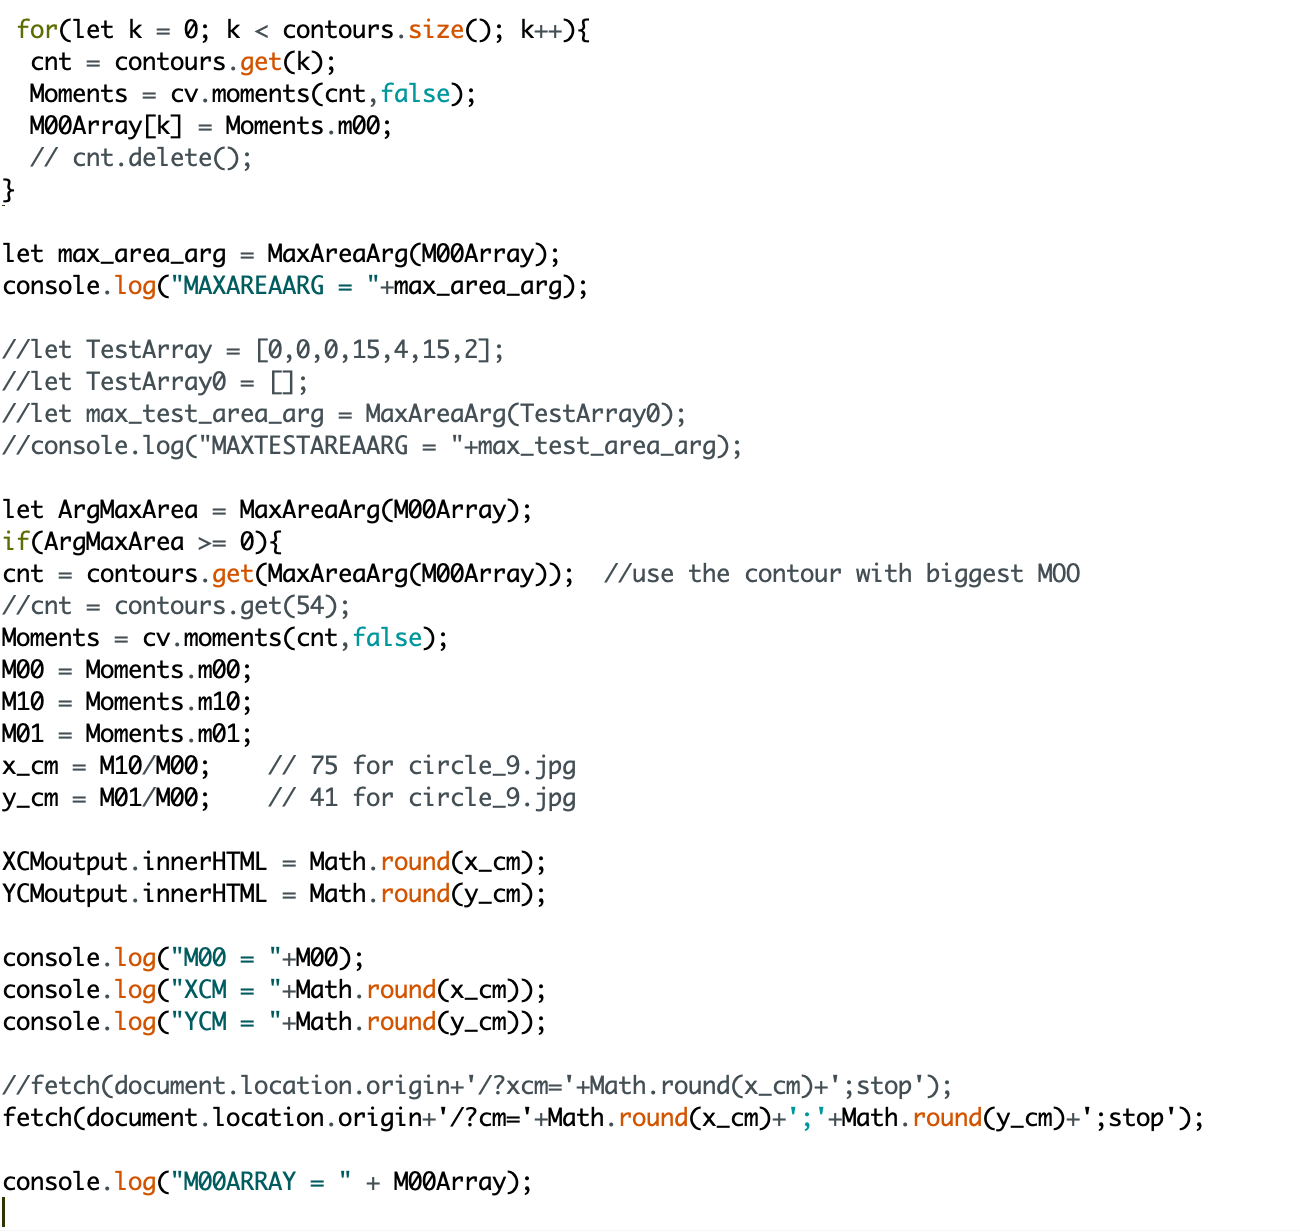 for(let k = 0; k < contours.size(); k++){
cnt = contours.get(k);
Moments = cv.moments(cnt,false);
M00Array[k] = Moments.m00;
// cnt.delete();
}
let max_area_arg = MaxAreaArg(M00Array);
console.log("MAXAREAARG = "+max_area_arg);
//let TestArray = [0,0,0,15,4,15,2];
//let TestArray0 = [];
//let max_test_area_arg = MaxAreaArg(TestArray0);
//console.log("MAXTESTAREAARG = "+max_test_area_arg);
let ArgMaxArea = MaxAreaArg(M00Array);
if(ArgMaxArea >= 0){
cnt = contours.get(MaxAreaArg(M00Array));  //use the contour with biggest MOO
//cnt = contours.get(54);
Moments = cv.moments(cnt,false);
M00 = Moments.m00;
M10 = Moments.m10;
M01 = Moments.m01;
x_cm = M10/M00;    // 75 for circle_9.jpg
y_cm = M01/M00;    // 41 for circle_9.jpg
XCMoutput.innerHTML = Math.round(x_cm);
YCMoutput.innerHTML = Math.round(y_cm);
console.log("M00 = "+M00);
console.log("XCM = "+Math.round(x_cm));
console.log("YCM = "+Math.round(y_cm));
//fetch(document.location.origin+'/?xcm='+Math.round(x_cm)+';stop');
fetch(document.location.origin+'/?cm='+Math.round(x_cm)+';'+Math.round(y_cm)+';stop');
console.log("M00ARRAY = " + M00Array);